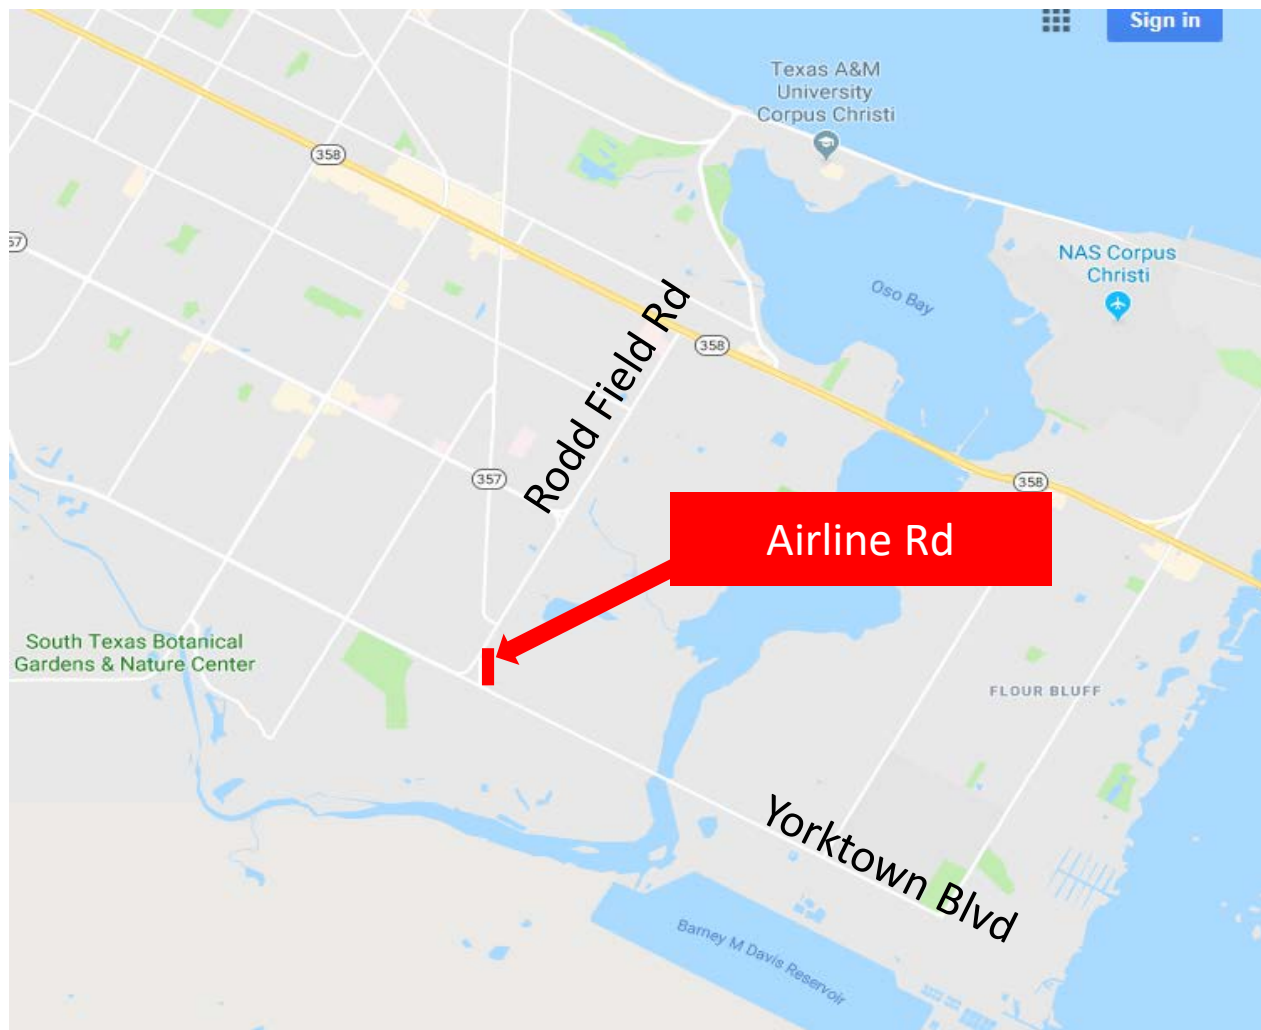 Sign in
Texas A&M
University
Corpus Christi
358
57
NAS Corpus
Christi
Oso Bay
Rodd Field Rd
358
357
358
Airline Rd
South Texas Botanical
Gardens & Nature Center
FLOUR BLUFF
Yorktown Blvd
Barney M Davis Reservoir